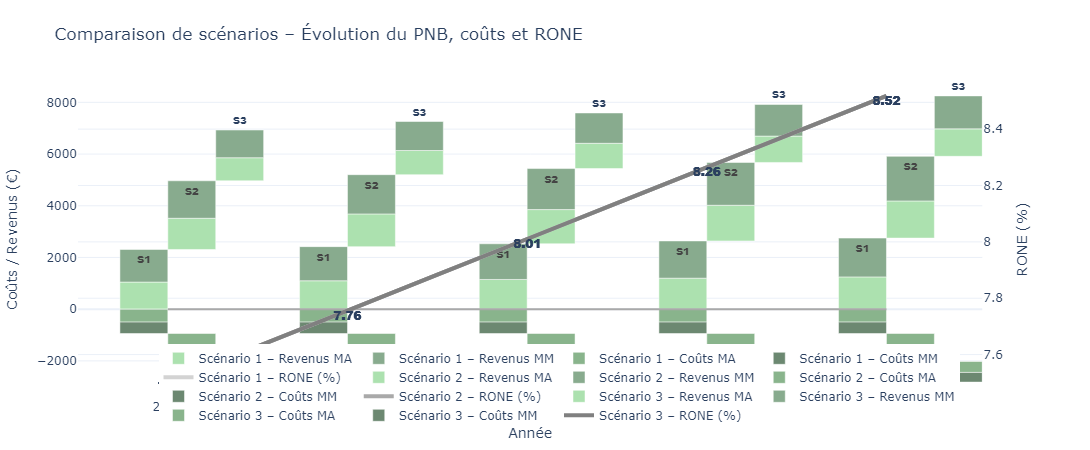 Comparaison de scénarios – Évolution du PNB, coûts et RONE
Coûts / Revenus (€)
8000
6000
4000
2000
0
−2000
S3
S3
S3
S3
S3
S2
S2
S2
S2
S2
S1
S1
S1
S1
S1
7.76
8.01
8.26
8.52
8.4
8.2
8
7.8
7.6
RONE (%)
2
Scénario 1 – Revenus MA Scénario 1 – Revenus MM Scénario 1 – Coûts MA Scénario 1 – Coûts MM
Scénario 1 – RONE (%) Scénario 2 – Revenus MA Scénario 2 – Revenus MM Scénario 2 – Coûts MA
Scénario 2 – Coûts MM Scénario 2 – RONE (%) Scénario 3 – Revenus MA Scénario 3 – Revenus MM
Scénario 3 – Coûts MA Scénario 3 – Coûts MM Scénario 3 – RONE (%)
Année